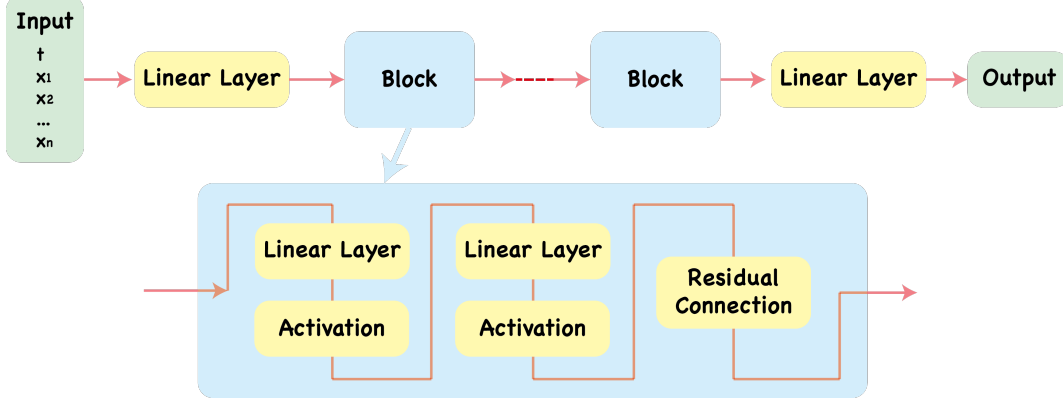 Input
t
x1
x2
...
xn
Linear Layer
Block
Block
Linear Layer
Output
Linear Layer
Activation
Linear Layer
Activation
Residual
Connection